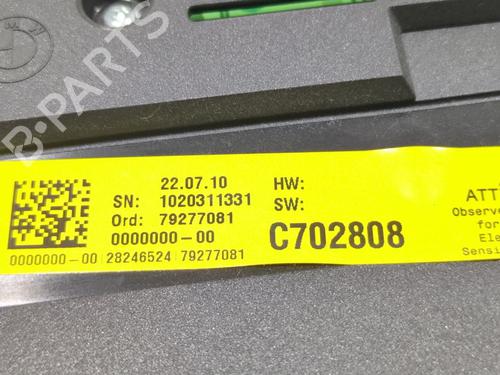 B-PARTS
22.07.10
HW:
SN: 1020311331
SW:
Ord: 79277081
0000000-00
C702808
0000000-00 | 28246524 | 79277081
ATT
Observe
for
Ele
Sensi